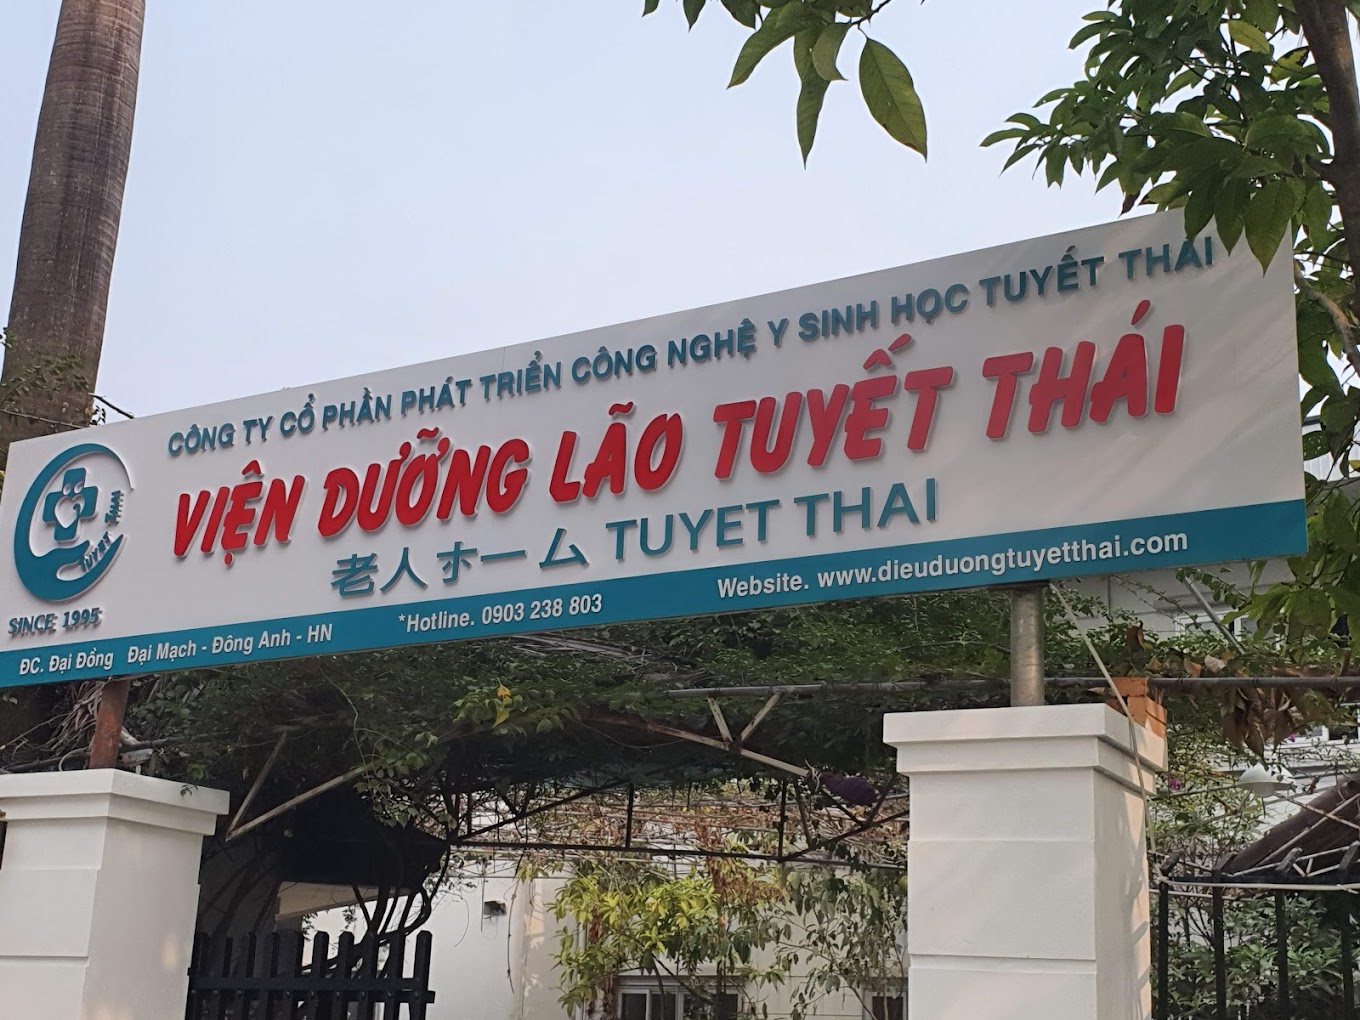 CÔNG TY CỔ PHẦN PHÁT TRIỂN CÔNG NGHỆ Y SINH HỌC TUYẾT THÁI
VIỆN DƯỠNG LÃO TUYẾT THÁI
老人ホーム TUYET THAI
TUYET THAI
SINCE 1995
ĐC. Đại Đồng Đại Mạch - Đông Anh - HN
*Hotline. 0903 238 803
Website. www.dieuduongtuyetthai.com